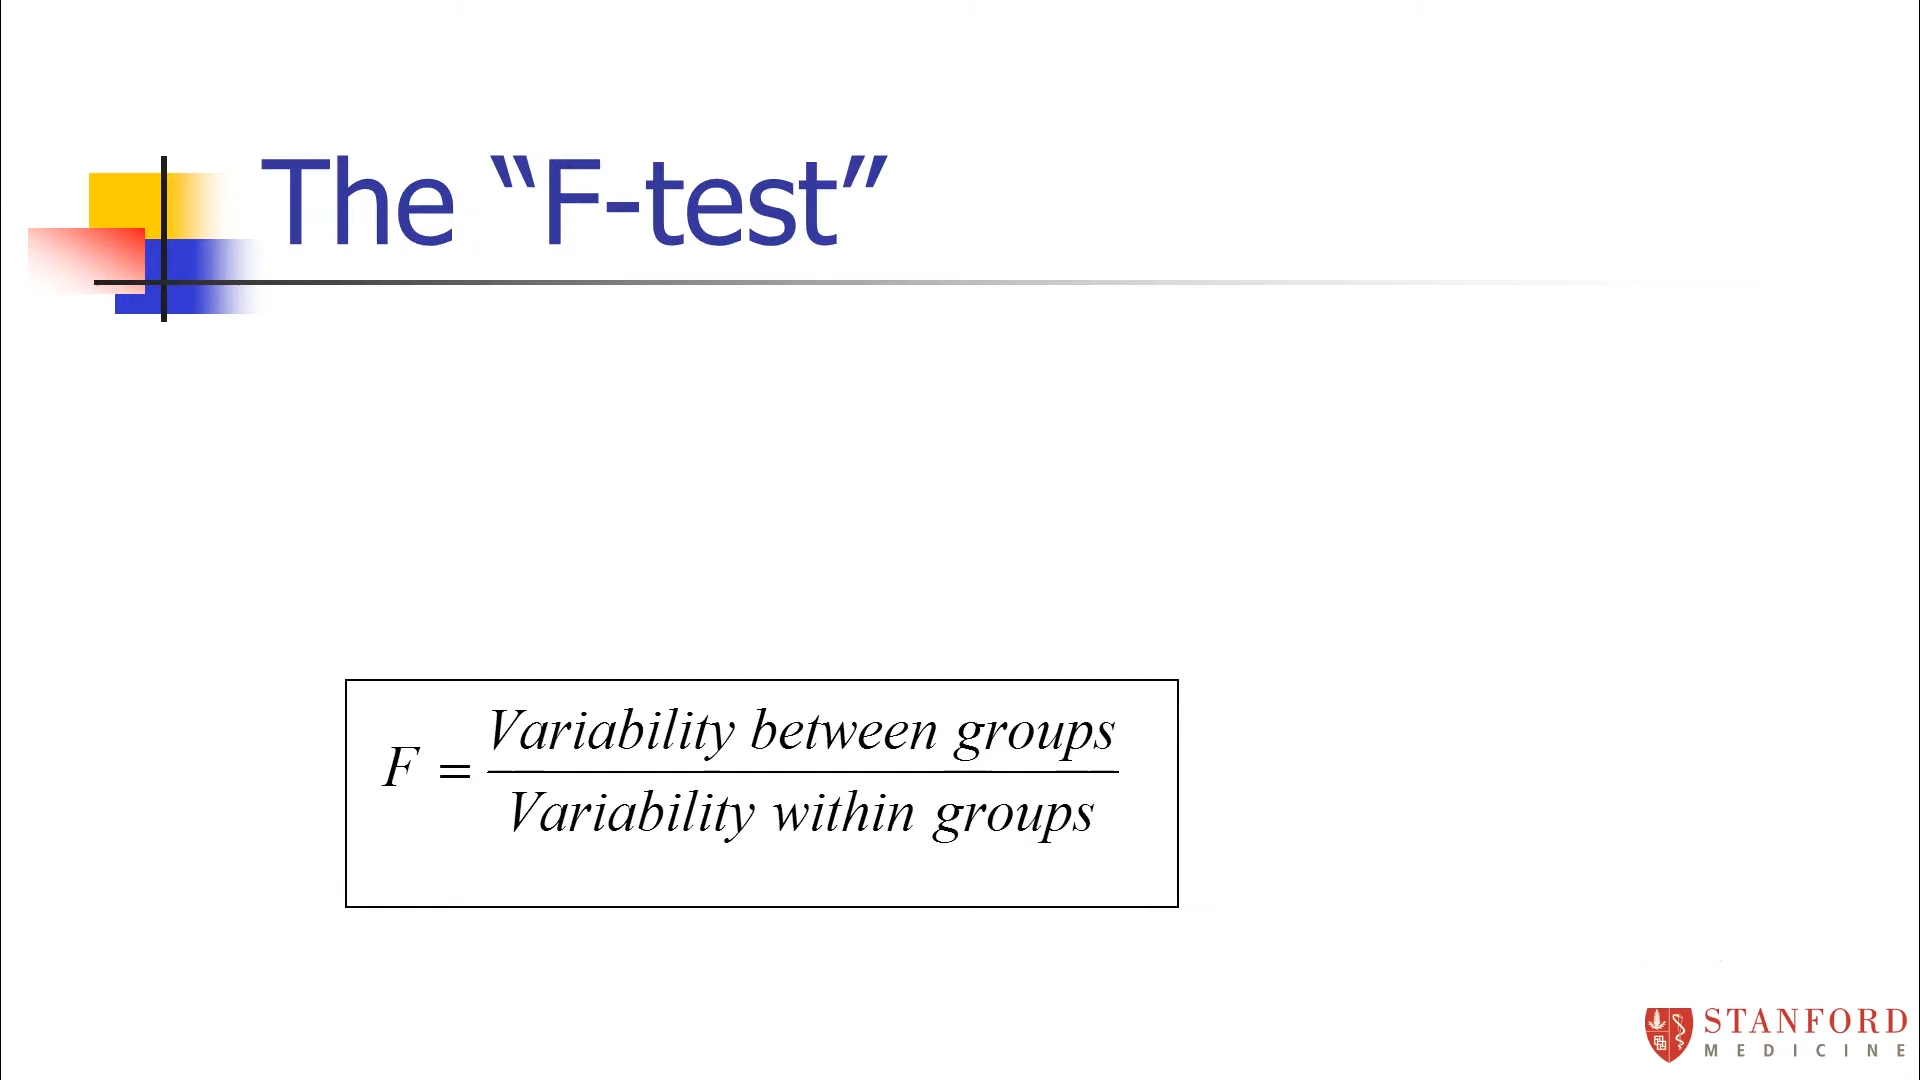 The “F-test”
Variability between groups
F =
Variability within groups
STANFORD
MEDICINE